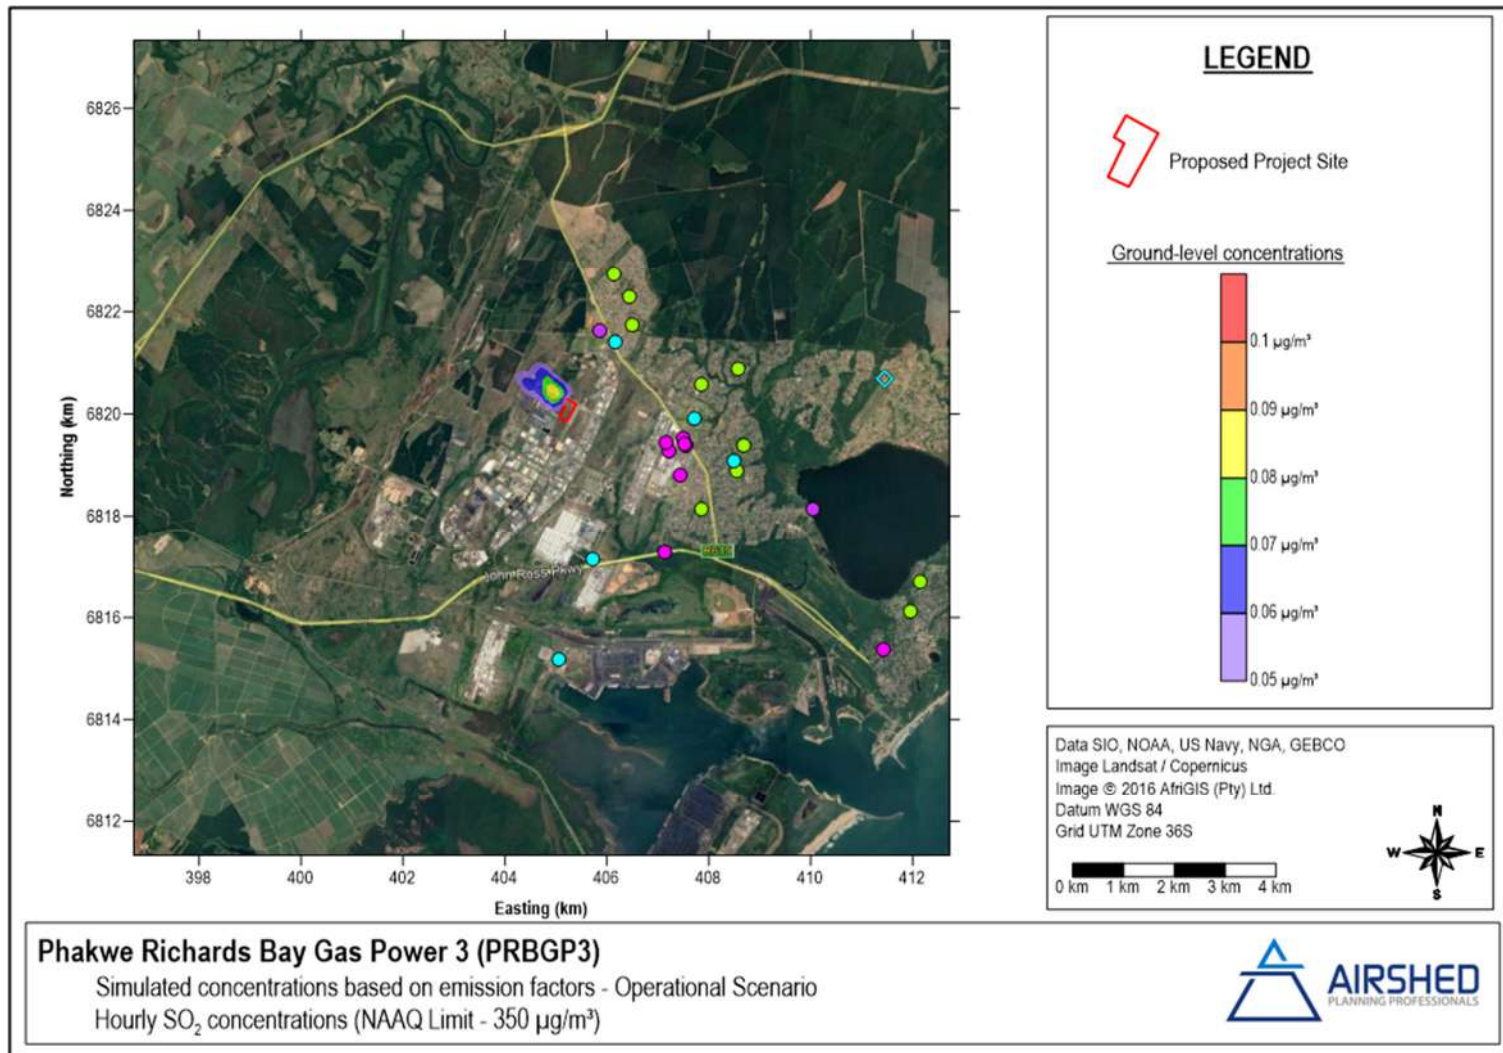 6826
6824
6822
6820
6818
6816
6814
6812
Northing (km)
398
400
402
404
406
408
410
412
Easting (km)
John Ross Pkwy
LEGEND
Proposed Project Site
Ground-level concentrations
0.1 µg/m³
0.09 µg/m³
0.08 µg/m³
0.07 µg/m³
0.06 µg/m³
0.05 µg/m³
Data SIO, NOAA, US Navy, NGA, GEBCO
Image Landsat / Copernicus
Image © 2016 AfriGIS (Pty) Ltd.
Datum WGS 84
Grid UTM Zone 36S
N
W E
S
0 km 1 km 2 km 3 km 4 km
Phakwe Richards Bay Gas Power 3 (PRBGP3)
Simulated concentrations based on emission factors - Operational Scenario
Hourly SO₂ concentrations (NAAQ Limit - 350 µg/m³)
AIRSHED
PLANNING PROFESSIONALS